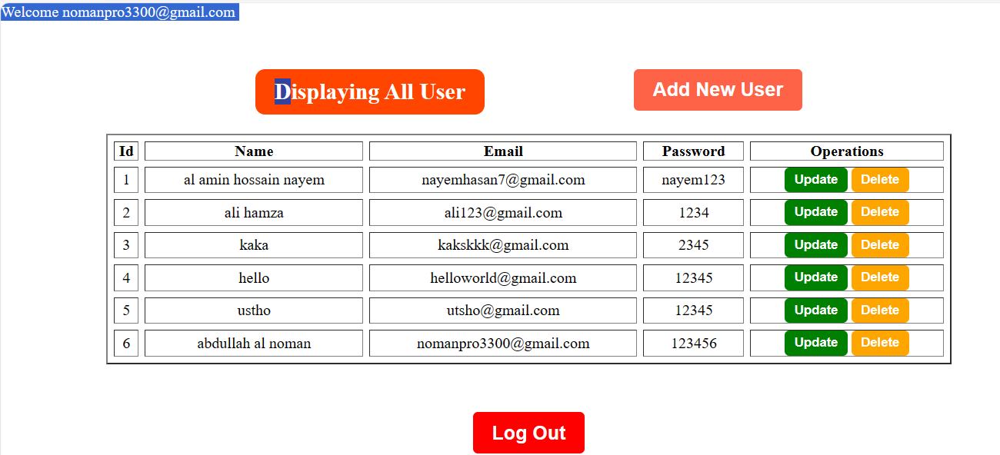 Welcome nomanpro3300@gmail.com
Displaying All User
Add New User
Id Name Email Password Operations
1 al amin hossain nayem nayemhasan7@gmail.com nayem123 Update Delete
2 ali hamza ali123@gmail.com 1234 Update Delete
3 kaka kakskkk@gmail.com 2345 Update Delete
4 hello helloworld@gmail.com 12345 Update Delete
5 ustho utsho@gmail.com 12345 Update Delete
6 abdullah al noman nomanpro3300@gmail.com 123456 Update Delete
Log Out